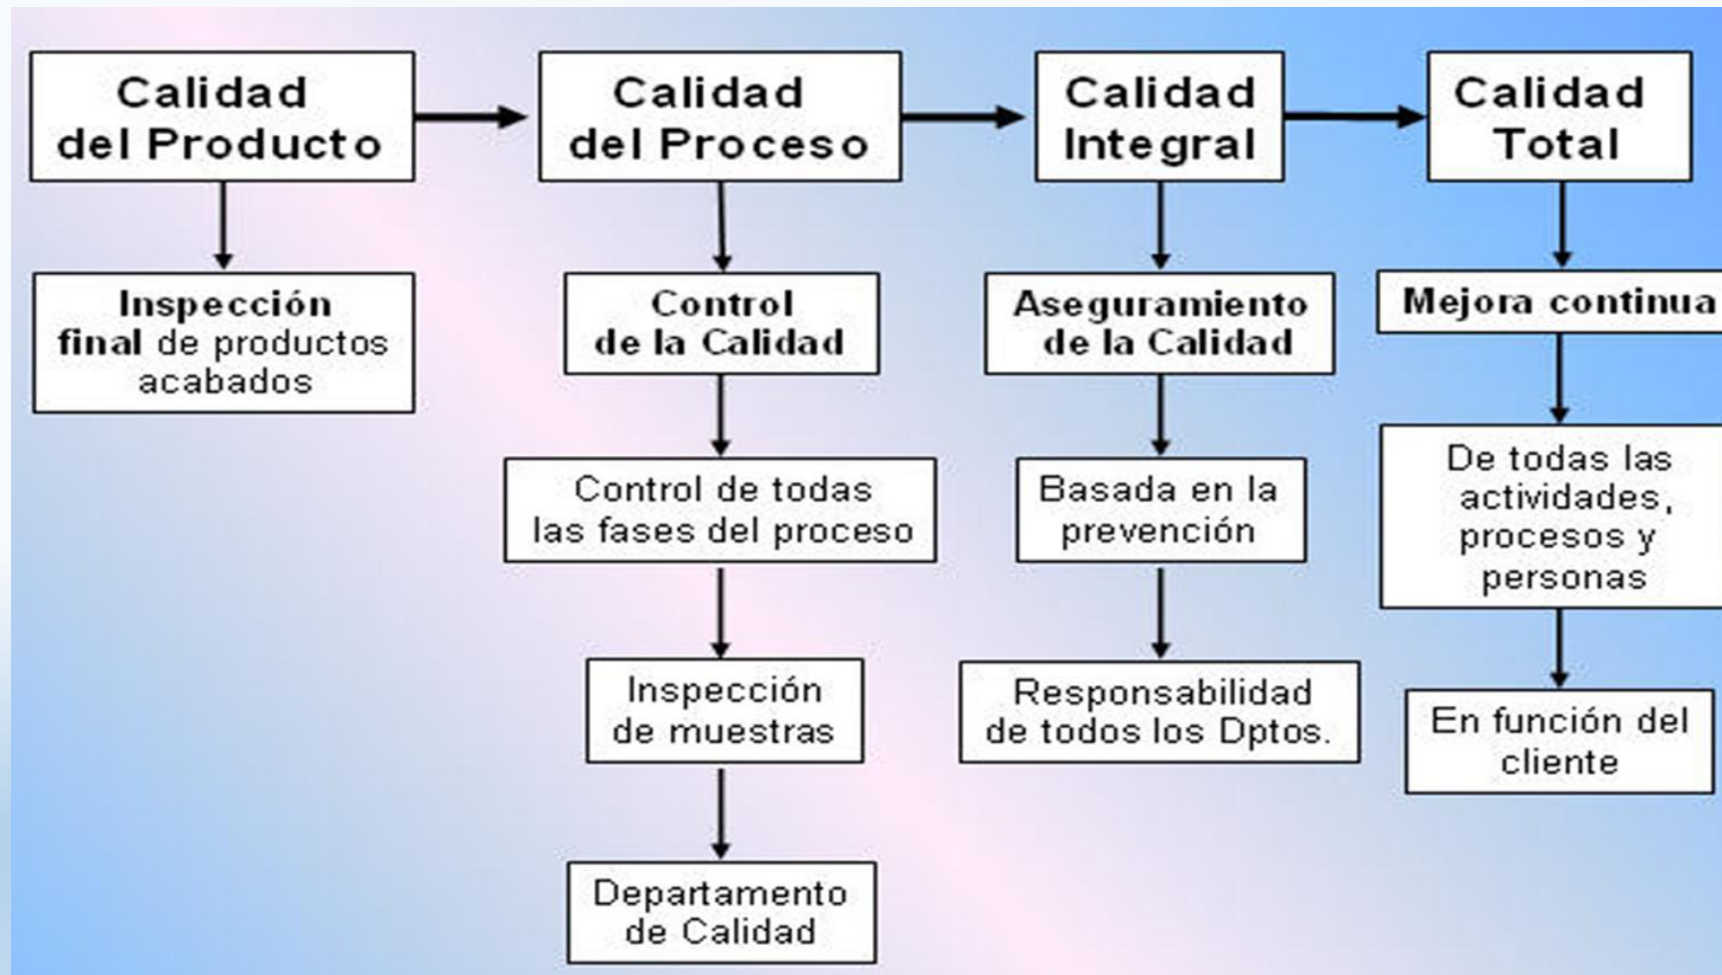 Calidad
del Producto
Calidad
del Proceso
Calidad
Integral
Calidad
Total
Inspección
final de productos
acabados
Control
de la Calidad
Control de todas
las fases del proceso
Inspección
de muestras
Departamento
de Calidad
Aseguramiento
de la Calidad
Basada en la
prevención
Responsabilidad
de todos los Dptos.
Mejora continua
De todas las
actividades,
procesos y
personas
En función del
cliente